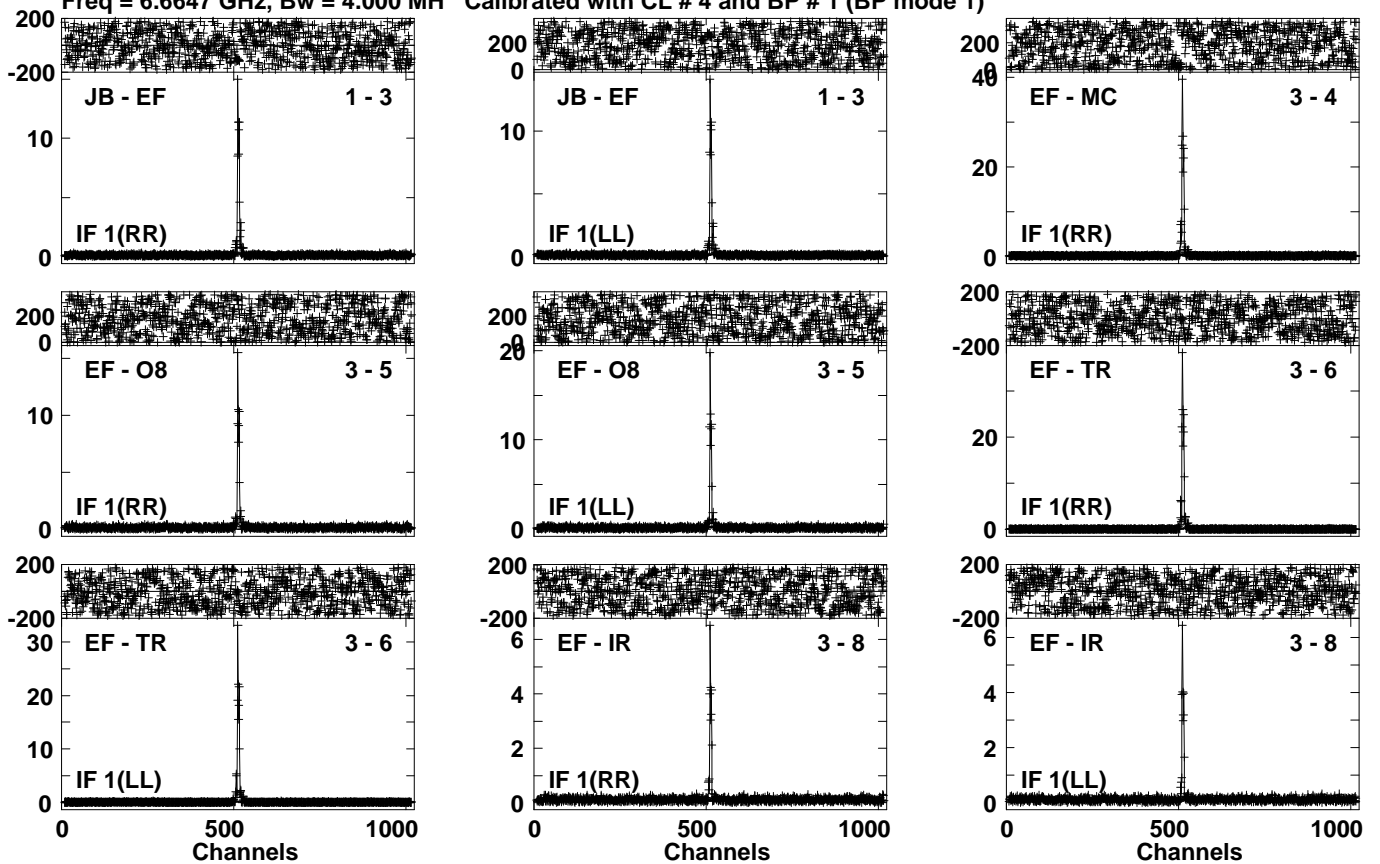 Freq = 6.6647 GHz, Bw = 4.000 MH Calibrated with CL # 4 and BP # 1 (BP mode 1)
200
-200
JB - EF 1 - 3
10
IF 1(RR)
0
200
0
JB - EF 1 - 3
10
IF 1(LL)
0
200
0
40
EF - MC 3 - 4
20
IF 1(RR)
0
200
EF - O8 3 - 5
10
IF 1(RR)
0
200
0
20
EF - O8 3 - 5
10
IF 1(LL)
0
200
-200
EF - TR 3 - 6
20
IF 1(RR)
0
200
-200
30
EF - TR 3 - 6
20
10
IF 1(LL)
0
200
-200
6
EF - IR 3 - 8
4
2
IF 1(RR)
0
200
-200
6
EF - IR 3 - 8
4
2
IF 1(LL)
0
0 500 1000
Channels
0 500 1000
Channels
0 500 1000
Channels